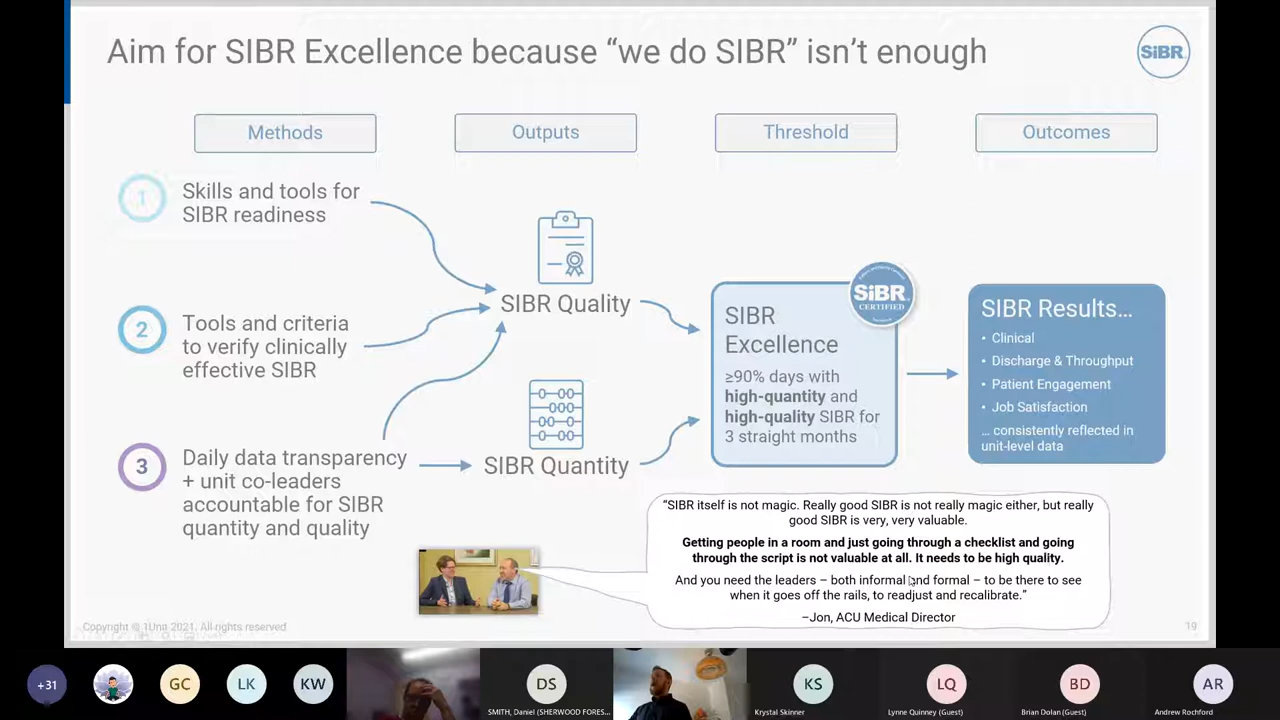 Aim for SIBR Excellence because “we do SIBR” isn’t enough
SiBR
Methods
Outputs
Threshold
Outcomes
1
Skills and tools for
SIBR readiness
2
Tools and criteria
to verify clinically
effective SIBR
3
Daily data transparency
+ unit co-leaders
accountable for SIBR
quantity and quality
SIBR Quality
SIBR Quantity
SiBR
CERTIFIED
SIBR
Excellence
≥90% days with
high-quantity and
high-quality SIBR for
3 straight months
SIBR Results…
• Clinical
• Discharge & Throughput
• Patient Engagement
• Job Satisfaction
… consistently reflected in
unit-level data
“SIBR itself is not magic. Really good SIBR is not really magic either, but really
good SIBR is very, very valuable.
Getting people in a room and just going through a checklist and going
through the script is not valuable at all. It needs to be high quality.
And you need the leaders – both informal and formal – to be there to see
when it goes off the rails, to readjust and recalibrate.”
–Jon, ACU Medical Director
Copyright © 1Unit 2021. All rights reserved
19
+31
GC
LK
KW
DS
SMITH, Daniel (SHERWOOD FORES...
KS
Krystal Skinner
LQ
Lynne Quinney (Guest)
BD
Brian Dolan (Guest)
AR
Andrew Rochford